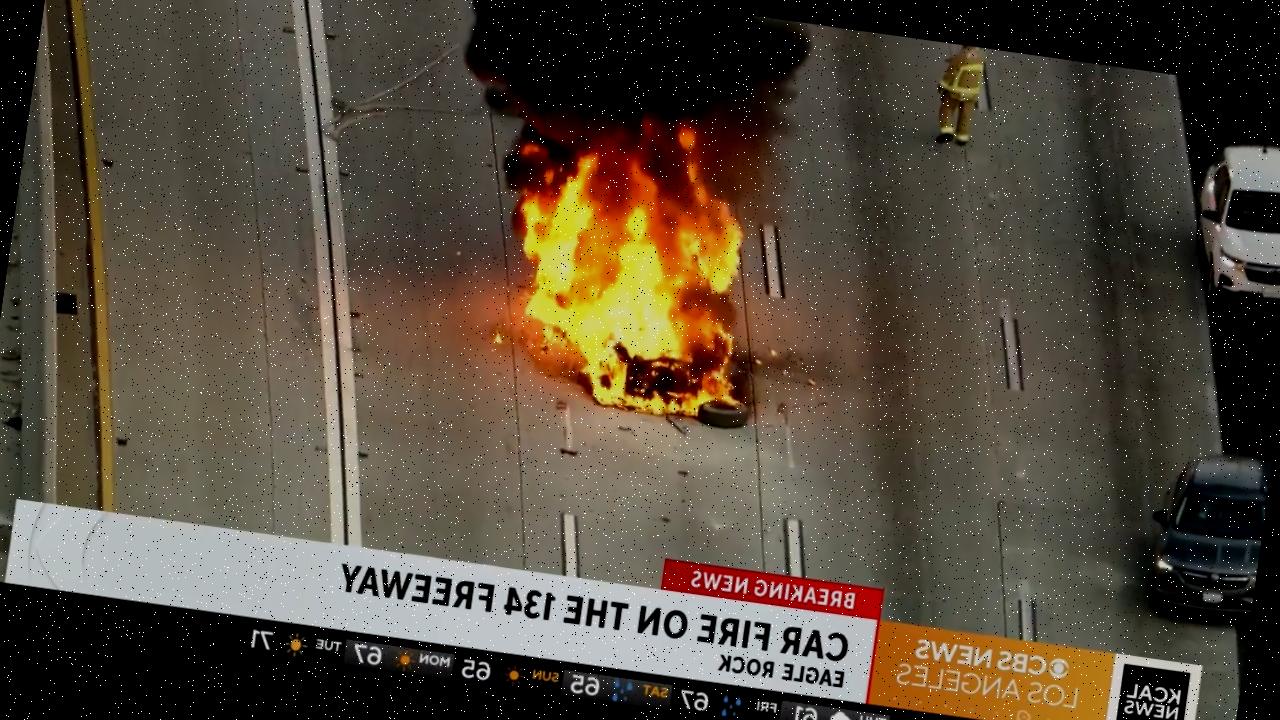 BREAKING NEWS
CAR FIRE ON THE 134 FREEWAY
EAGLE ROCK
CBS NEWS
LOS ANGELES
KCAL
NEWS
61 FRI 67 SAT 65 SUN 65 MON 67 TUE 71